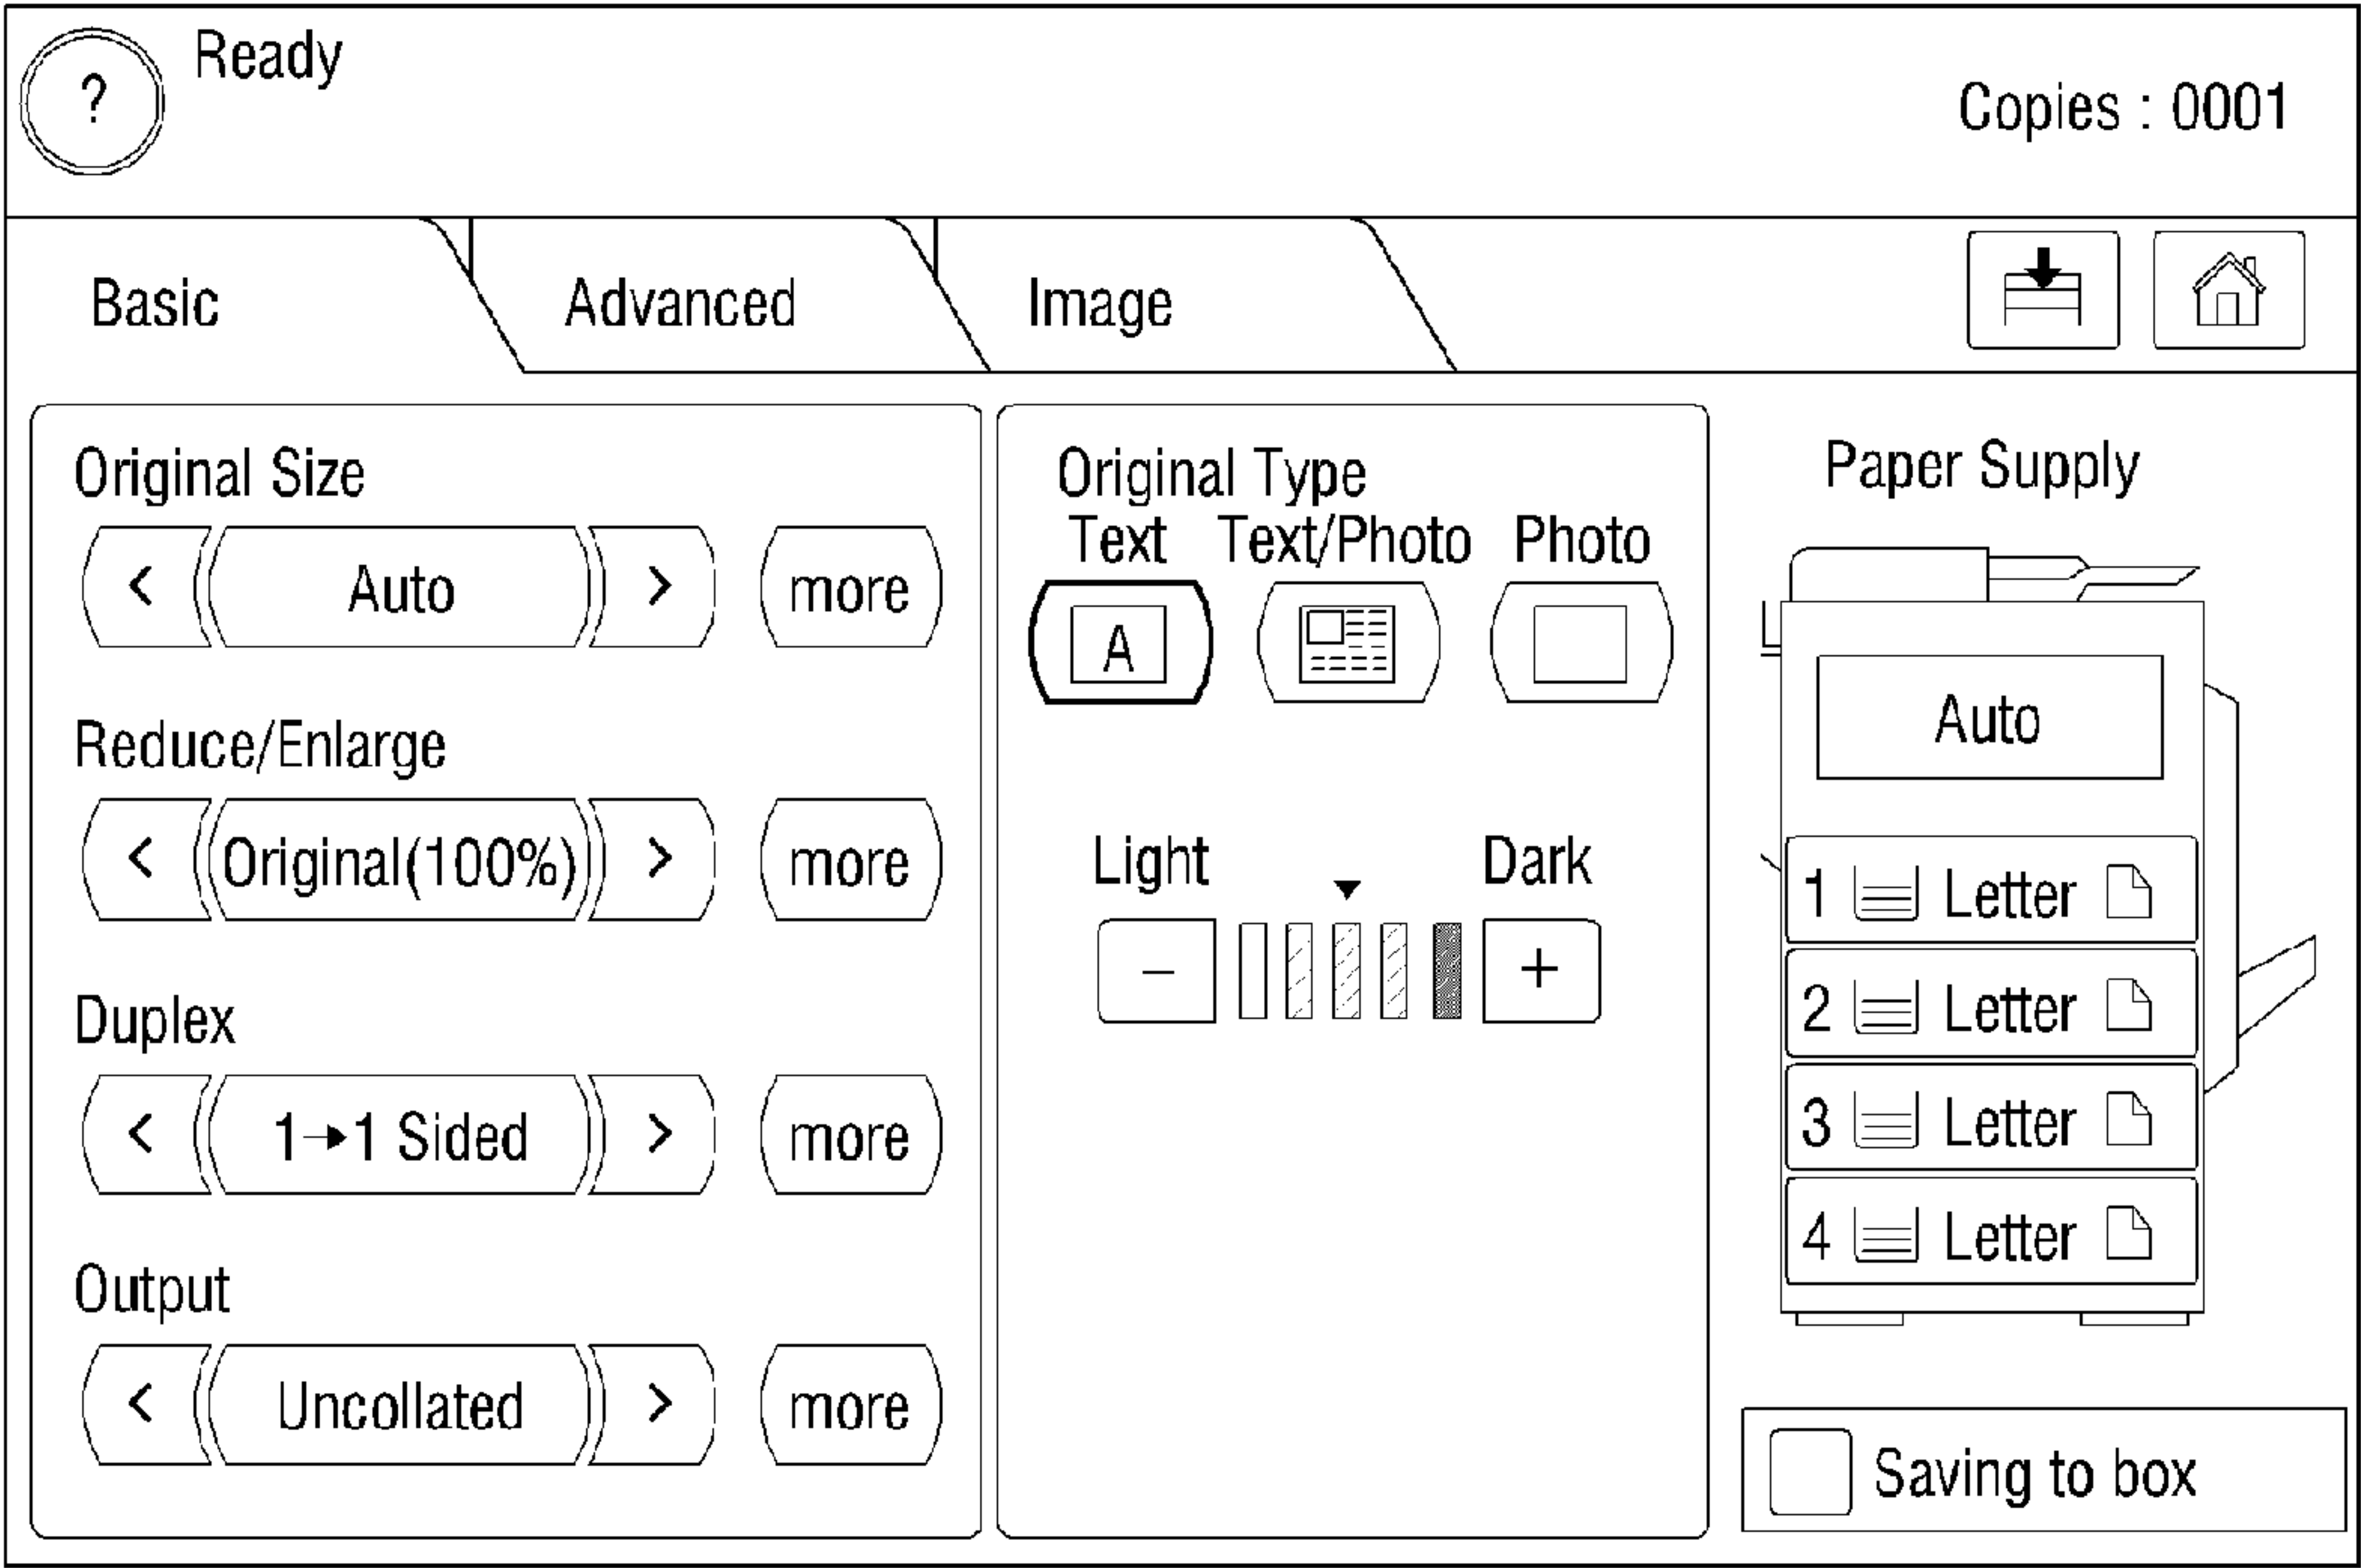 ?
Ready
Copies : 0001
Basic
Advanced
Image
Original Size
< Auto > more
Reduce/Enlarge
< Original(100%) > more
Duplex
< 1→1 Sided > more
Output
< Uncollated > more
Original Type
Text Text/Photo Photo
A
Light Dark
− +
Paper Supply
Auto
1 Letter
2 Letter
3 Letter
4 Letter
Saving to box